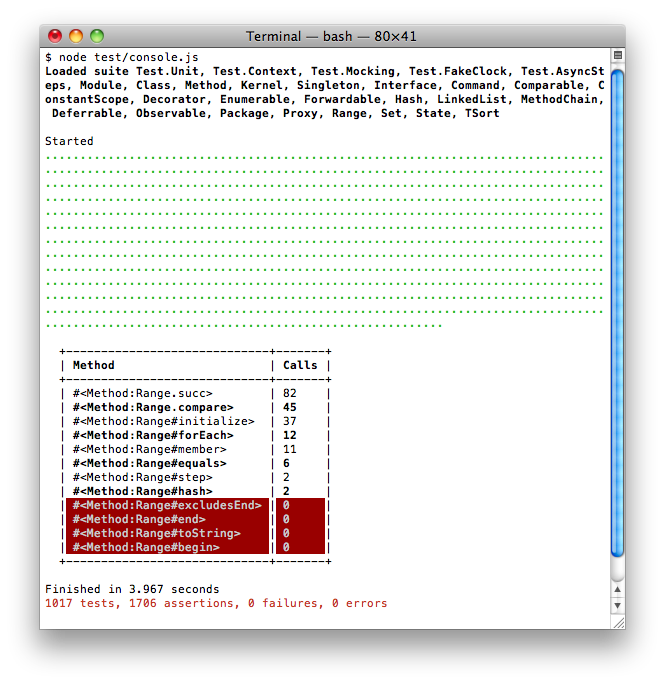 Terminal — bash — 80×41
$ node test/console.js
Loaded suite Test.Unit, Test.Context, Test.Mocking, Test.FakeClock, Test.AsyncSt
eps, Module, Class, Method, Kernel, Singleton, Interface, Command, Comparable, C
onstantScope, Decorator, Enumerable, Forwardable, Hash, LinkedList, MethodChain,
 Deferrable, Observable, Package, Proxy, Range, Set, State, TSort
Started
................................................................................
................................................................................
................................................................................
................................................................................
................................................................................
................................................................................
................................................................................
................................................................................
................................................................................
................................................................................
................................................................................
................................................................................
.........................................................
+-----------------------------+-------+
| Method                      | Calls |
+-----------------------------+-------+
| #<Method:Range.succ>        | 82    |
| #<Method:Range.compare>     | 45    |
| #<Method:Range#initialize>  | 37    |
| #<Method:Range#forEach>     | 12    |
| #<Method:Range#member>      | 11    |
| #<Method:Range#equals>      | 6     |
| #<Method:Range#step>        | 2     |
| #<Method:Range#hash>        | 2     |
| #<Method:Range#excludesEnd> | 0     |
| #<Method:Range#end>         | 0     |
| #<Method:Range#toString>    | 0     |
| #<Method:Range#begin>       | 0     |
+-----------------------------+-------+
Finished in 3.967 seconds
1017 tests, 1706 assertions, 0 failures, 0 errors